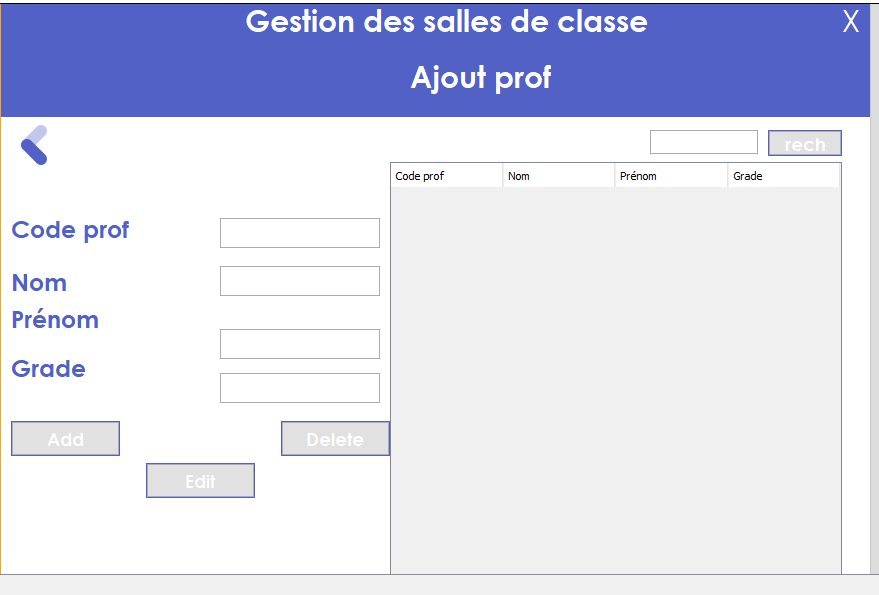 Gestion des salles de classe X
Ajout prof
rech
Code prof Nom Prénom Grade
Code prof
Nom
Prénom
Grade
Add Delete
Edit